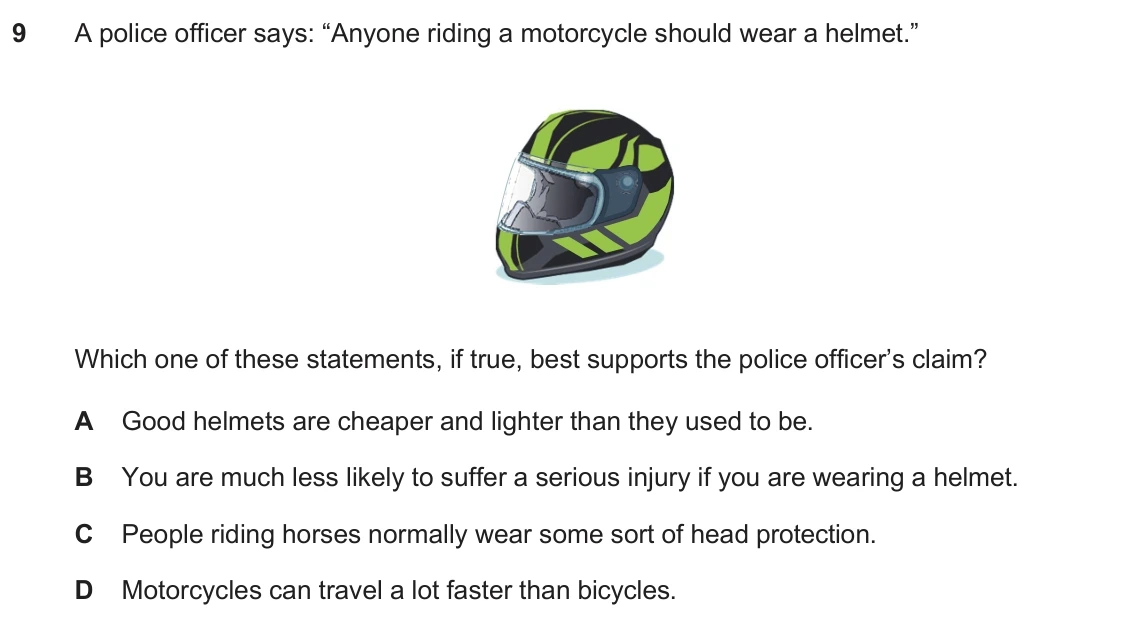 9 A police officer says: “Anyone riding a motorcycle should wear a helmet.”
Which one of these statements, if true, best supports the police officer’s claim?
A Good helmets are cheaper and lighter than they used to be.
B You are much less likely to suffer a serious injury if you are wearing a helmet.
C People riding horses normally wear some sort of head protection.
D Motorcycles can travel a lot faster than bicycles.